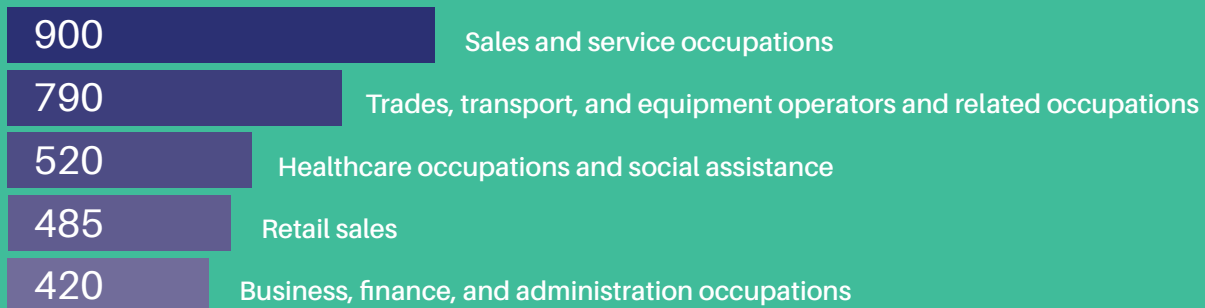 900 Sales and service occupations
790 Trades, transport, and equipment operators and related occupations
520 Healthcare occupations and social assistance
485 Retail sales
420 Business, finance, and administration occupations